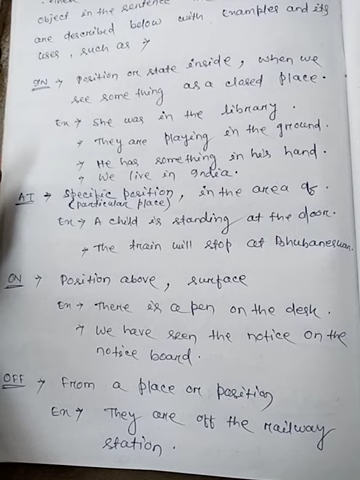 object in the sentence
are described below with examples and its
uses, such as →
IN → Position or state inside, when we
see something as a closed place.
Ex → She was in the library.
→ They are playing in the ground.
→ He has something in his hand.
→ We live in India.
AT → Specific position, in the area of.
(particular place)
Ex → A child is standing at the door.
→ The train will stop at Bhubaneswar.
ON → Position above, surface
Ex → There is a pen on the desk.
→ We have seen the notice on the
notice board.
OFF → From a place or position
Ex → They are off the railway
station.